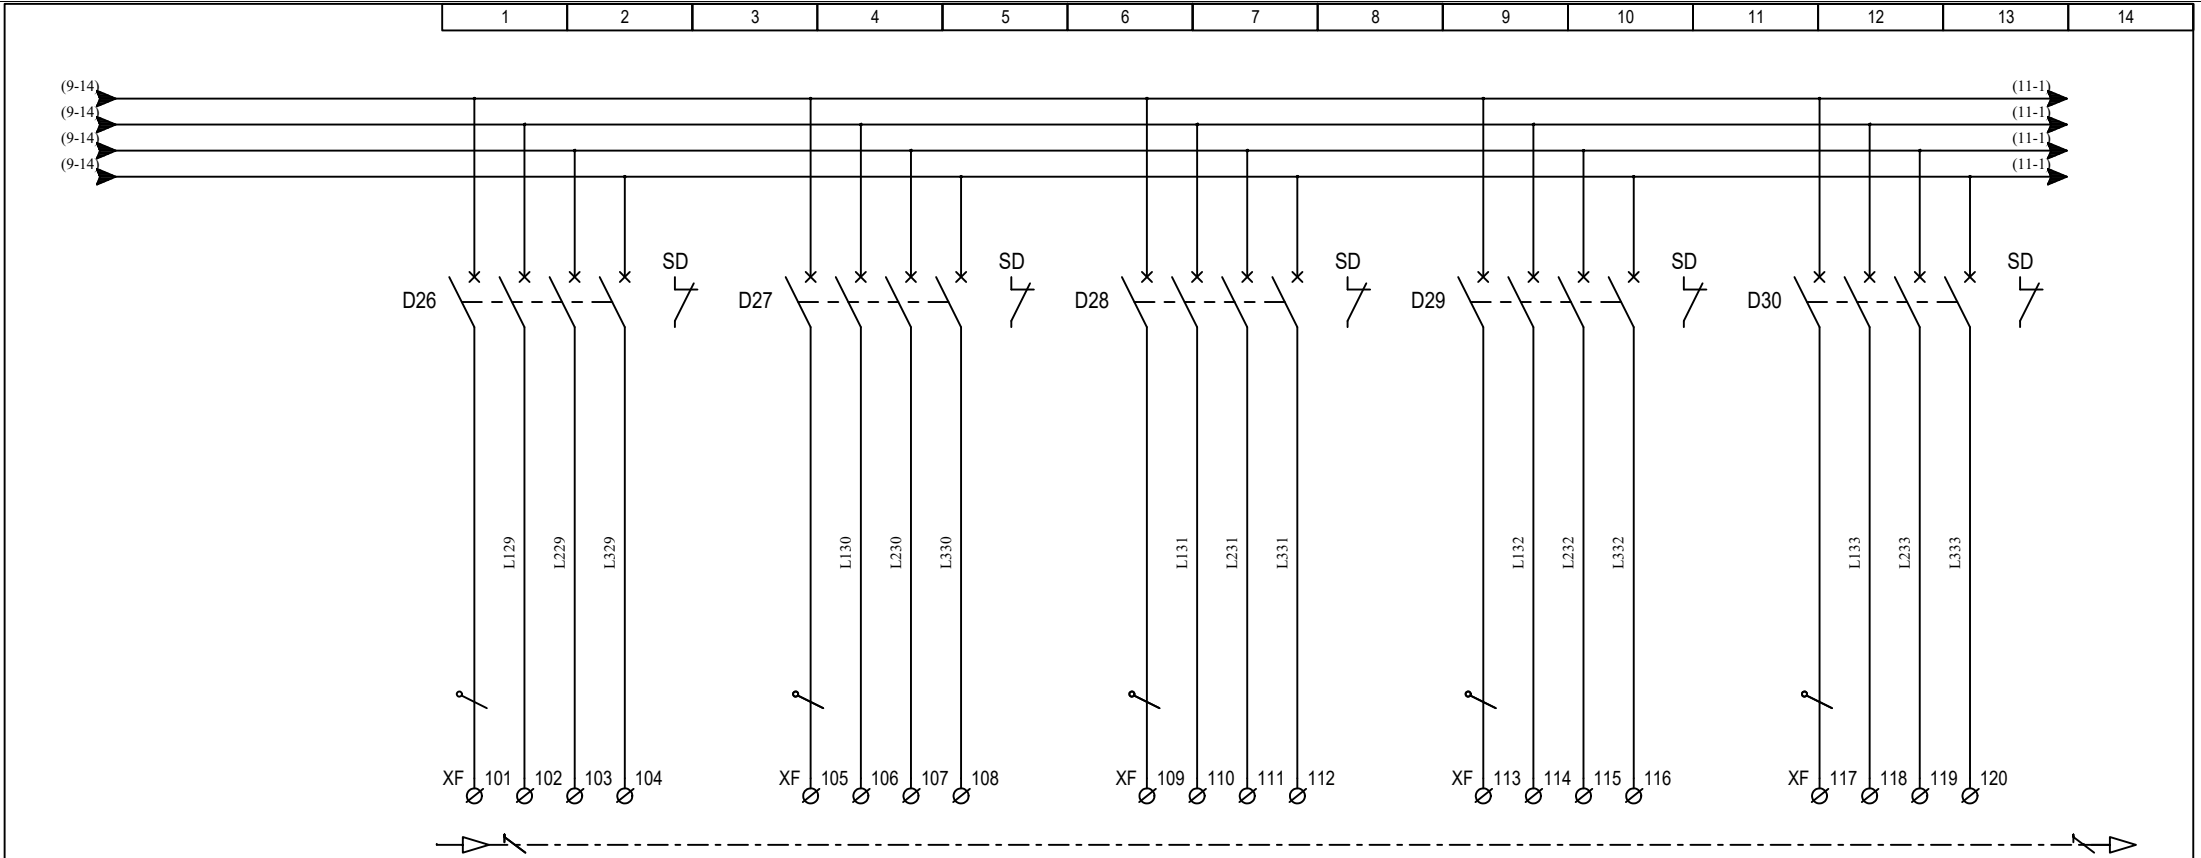 1 2 3 4 5 6 7 8 9 10 11 12 13 14
(9-14) (11-1)
(9-14) (11-1)
(9-14) (11-1)
(9-14) (11-1)
SD SD SD SD SD
D26 D27 D28 D29 D30
L129 L229 L329 L130 L230 L330 L131 L231 L331 L132 L232 L332 L133 L233 L333
XF 101 102 103 104 XF 105 106 107 108 XF 109 110 111 112 XF 113 114 115 116 XF 117 118 119 120